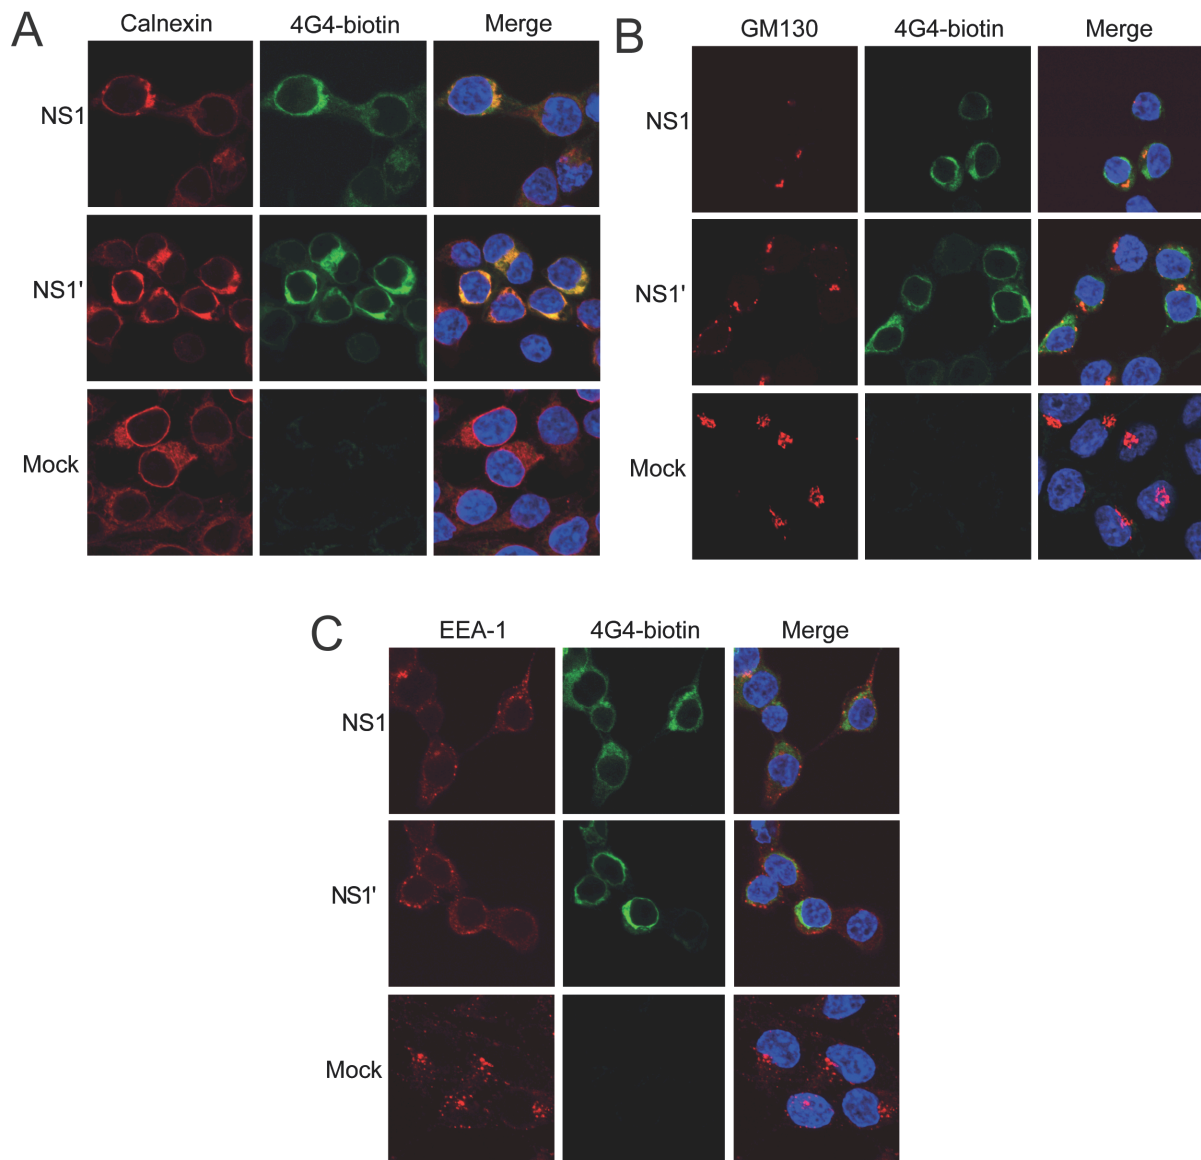 A
Calnexin 4G4-biotin Merge
NS1
NS1'
Mock
B
GM130 4G4-biotin Merge
NS1
NS1'
Mock
C
EEA-1 4G4-biotin Merge
NS1
NS1'
Mock